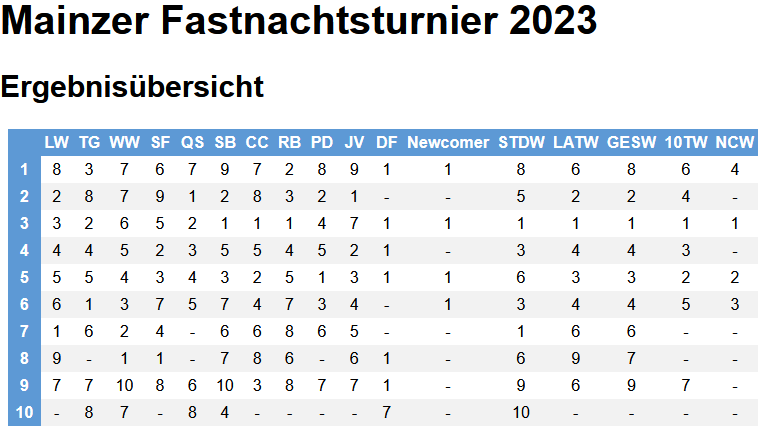 Mainzer Fastnachtsturnier 2023
Ergebnisübersicht
LW TG WW SF QS SB CC RB PD JV DF Newcomer STDW LATW GESW 10TW NCW
1 8 3 7 6 7 9 7 2 8 9 1 1 8 6 8 6 4
2 2 8 7 9 1 2 8 3 2 1 - - 5 2 2 4 -
3 3 2 6 5 2 1 1 1 4 7 1 1 1 1 1 1 1
4 4 4 5 2 3 5 5 4 5 2 1 - 3 4 4 3 -
5 5 5 4 3 4 3 2 5 1 3 1 1 6 3 3 2 2
6 6 1 3 7 5 7 4 7 3 4 - 1 3 4 4 5 3
7 1 6 2 4 - 6 6 8 6 5 - - 1 6 6 - -
8 9 - 1 1 - 7 8 6 - 6 1 - 6 9 7 - -
9 7 7 10 8 6 10 3 8 7 7 1 - 9 6 9 7 -
10 - 8 7 - 8 4 - - - - 7 - 10 - - - -